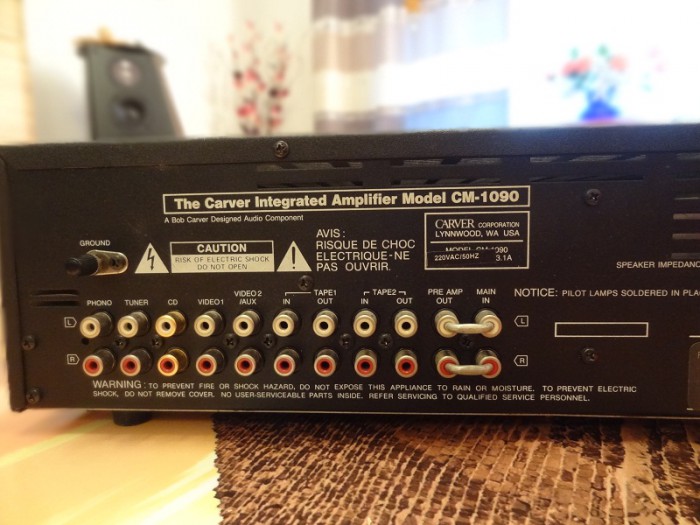 The Carver Integrated Amplifier Model CM-1090
A Bob Carver Designed Audio Component
GROUND
CAUTION
RISK OF ELECTRIC SHOCK
DO NOT OPEN
AVIS:
RISQUE DE CHOC
ELECTRIQUE-NE
PAS OUVRIR.
CARVER CORPORATION
LYNNWOOD, WA USA
MODEL CM-1090
220VAC/50HZ 3.1A
SPEAKER IMPEDANC
PHONO TUNER CD VIDEO1 VIDEO 2 /AUX IN TAPE1 OUT IN TAPE2 OUT PRE AMP OUT MAIN IN
NOTICE: PILOT LAMPS SOLDERED IN PLA
L L
R R
WARNING: TO PREVENT FIRE OR SHOCK HAZARD, DO NOT EXPOSE THIS APPLIANCE TO RAIN OR MOISTURE. TO PREVENT ELECTRIC
SHOCK, DO NOT REMOVE COVER. NO USER-SERVICEABLE PARTS INSIDE. REFER SERVICING TO QUALIFIED SERVICE PERSONNEL.